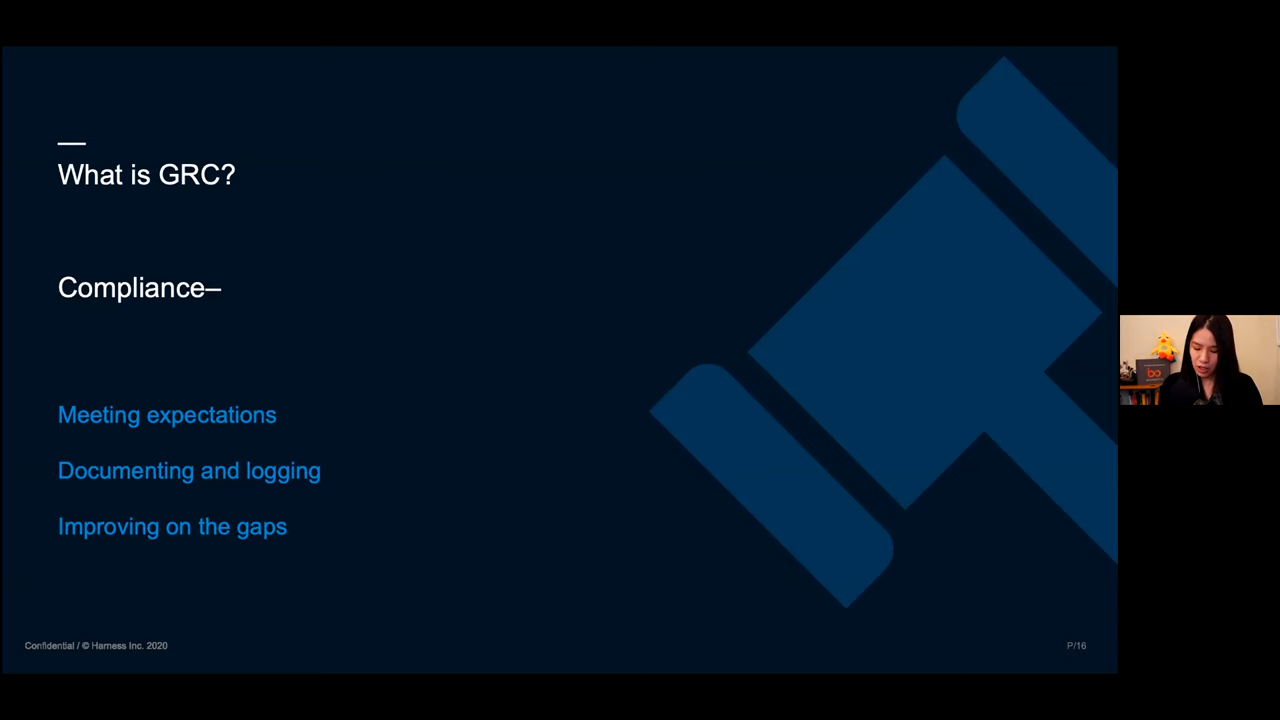 What is GRC?
Compliance–
Meeting expectations
Documenting and logging
Improving on the gaps
Confidential / © Harness Inc. 2020
P/16